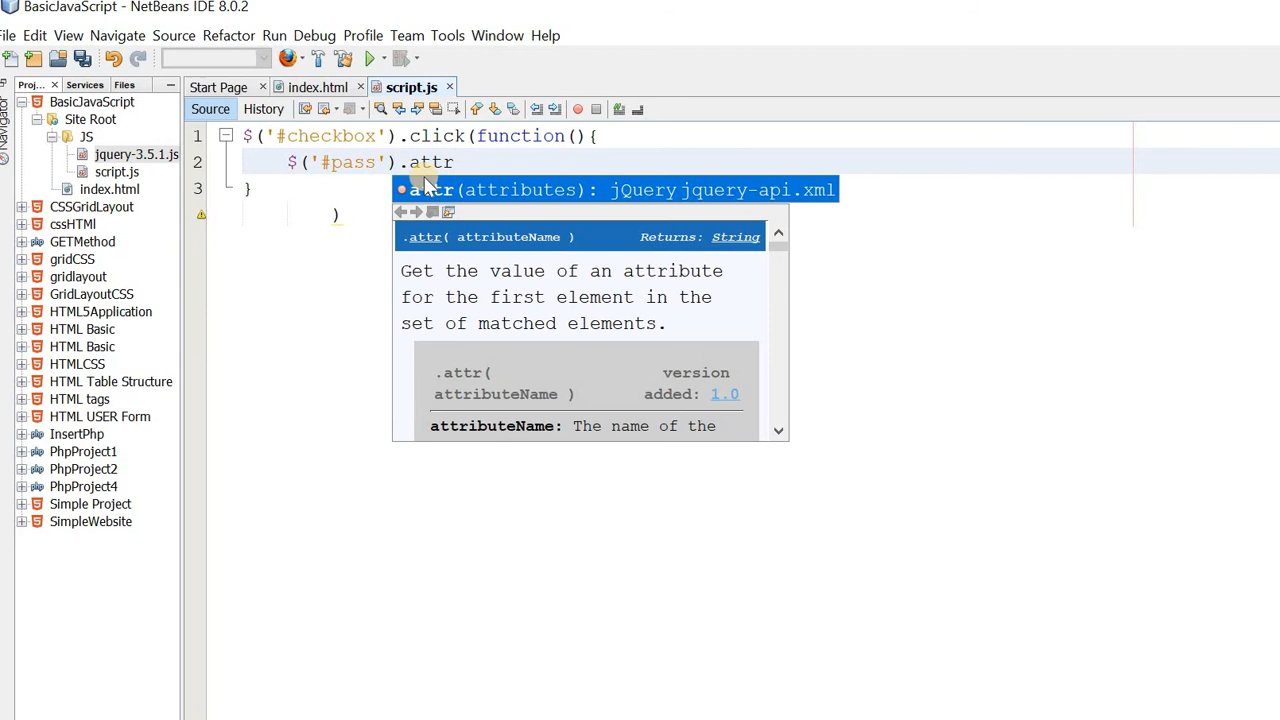 BasicJavaScript - NetBeans IDE 8.0.2
File Edit View Navigate Source Refactor Run Debug Profile Team Tools Window Help
Proj... Services Files
Start Page index.html script.js
Source History
Navigator
BasicJavaScript
Site Root
JS
jquery-3.5.1.js
script.js
index.html
CSSGridLayout
cssHTMl
GETMethod
gridCSS
gridlayout
GridLayoutCSS
HTML5Application
HTML Basic
HTML Basic
HTMLCSS
HTML Table Structure
HTML tags
HTML USER Form
InsertPhp
PhpProject1
PhpProject2
PhpProject4
Simple Project
SimpleWebsite
1 $('#checkbox').click(function(){
2 $('#pass').attr
3 }
)
attr(attributes): jQuery jquery-api.xml
.attr( attributeName ) Returns: String
Get the value of an attribute
for the first element in the
set of matched elements.
.attr( version
attributeName ) added: 1.0
attributeName: The name of the